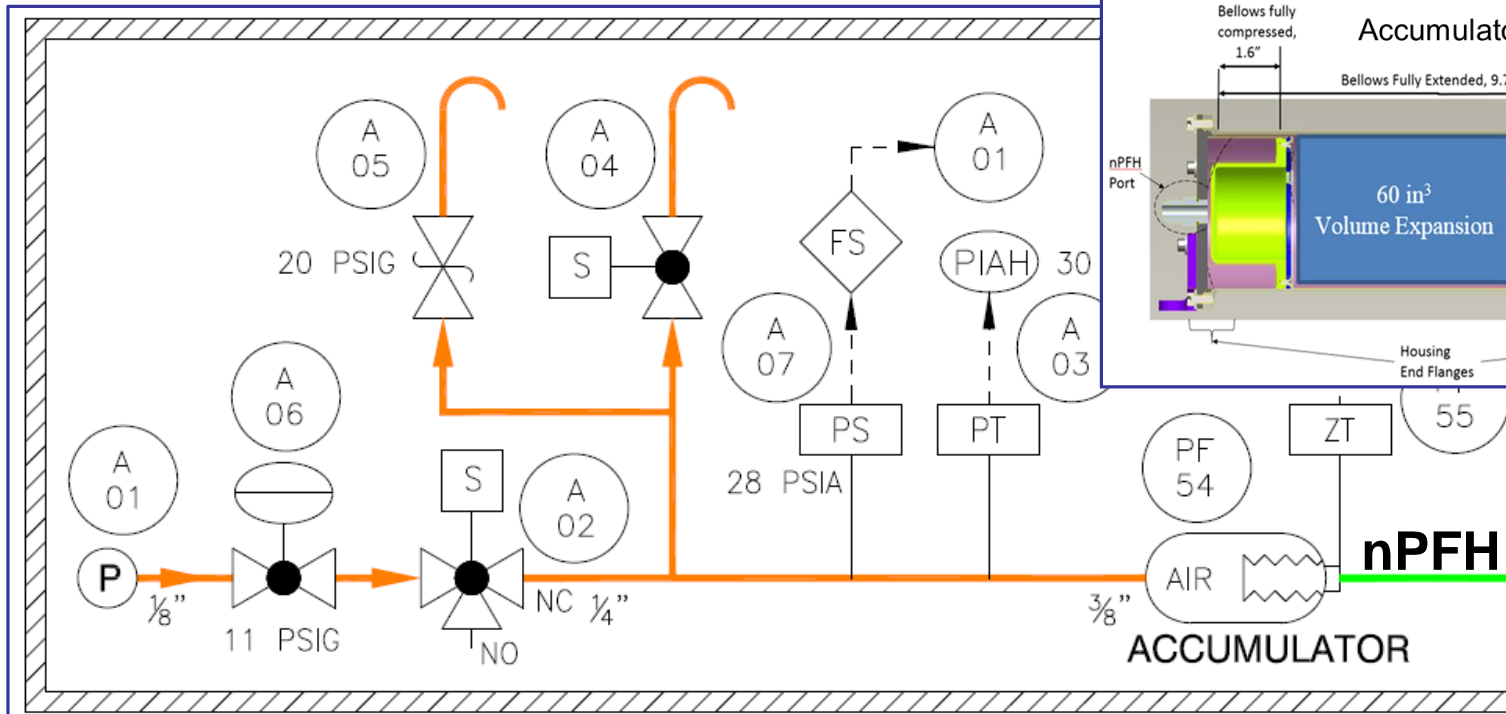 Bellows fully
compressed,
1.6”
Accumulato
Bellows Fully Extended, 9.7
nPFH
Port
60 in³
Volume Expansion
Housing
End Flanges
A
05
A
04
A
01
20 PSIG
S
FS
PIAH
30
A
07
A
03
A
06
PS
PT
ZT
55
A
01
S
A
02
28 PSIA
PF
54
P
1/8”
11 PSIG
NC
1/4”
NO
3/8”
AIR
nPFH
ACCUMULATOR